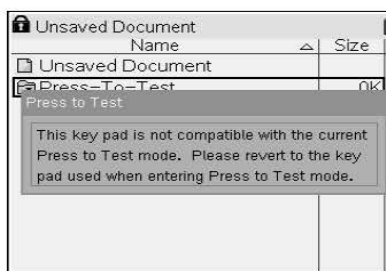 Unsaved Document
Name Size
Unsaved Document
Press-To-Test 0K
Press to Test
This key pad is not compatible with the current
Press to Test mode. Please revert to the key
pad used when entering Press to Test mode.